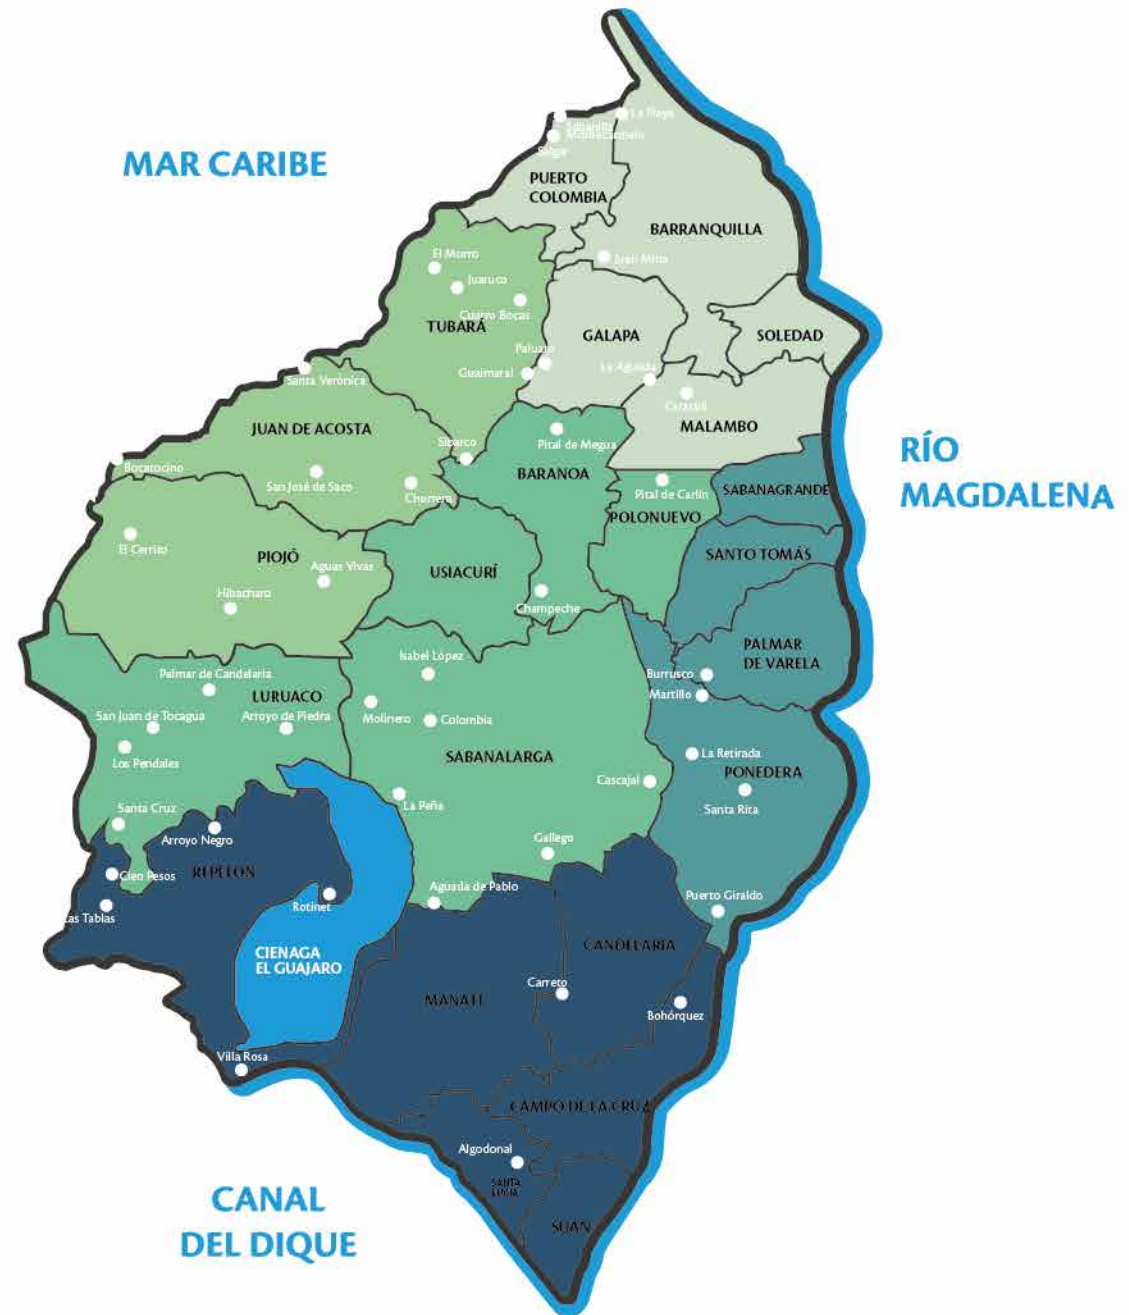 La Playa
Sabanilla
Montecarmelo
Salgar
MAR CARIBE
PUERTO
COLOMBIA
BARRANQUILLA
El Morro
Juan Mina
Juaruco
Cuatro Bocas
TUBARÁ
GALAPA
SOLEDAD
Paluato
Guaimaral
La Aguada
Santa Verónica
Caracolí
JUAN DE ACOSTA
MALAMBO
Sibarco
Pital de Megua
RÍO
MAGDALENA
Bocatocino
BARANOA
San José de Saco
Chorrera
Pital de Carlín
SABANAGRANDE
POLONUEVO
El Cerrito
PIOJÓ
Aguas Vivas
USIACURÍ
SANTO TOMÁS
Hibacharo
Champeche
PALMAR
DE VARELA
Isabel López
Palmar de Candelaria
LURUACO
Burrusco
Martillo
San Juan de Tocagua
Arroyo de Piedra
Molinero
Colombia
SABANALARGA
La Retirada
Los Pendales
PONEDERA
Cascajal
Santa Cruz
La Peña
Santa Rita
Arroyo Negro
Gallego
REPELÓN
Cien Pesos
Aguada de Pablo
Puerto Giraldo
Las Tablas
Rotinet
CANDELARIA
CIENAGA
EL GUAJARO
Carreto
MANATÍ
Bohórquez
Villa Rosa
CAMPO DE LA CRUZ
Algodonal
SANTA
LUCÍA
SUAN
CANAL
DEL DIQUE